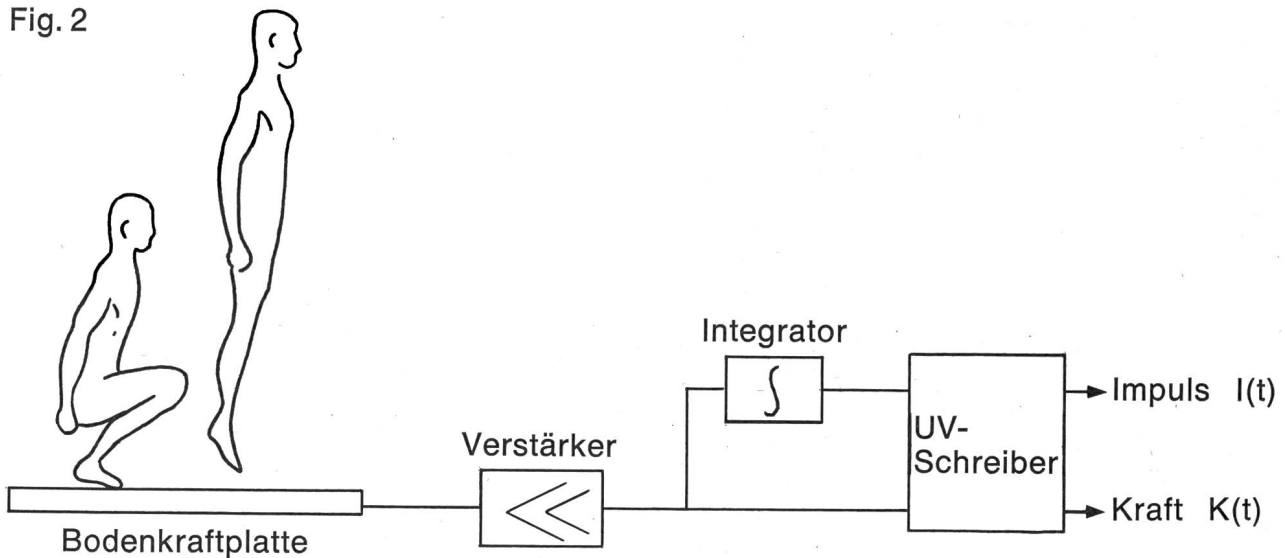 Fig. 2
Integrator
∫
Impuls I(t)
UV-
Schreiber
Verstärker
Kraft K(t)
Bodenkraftplatte